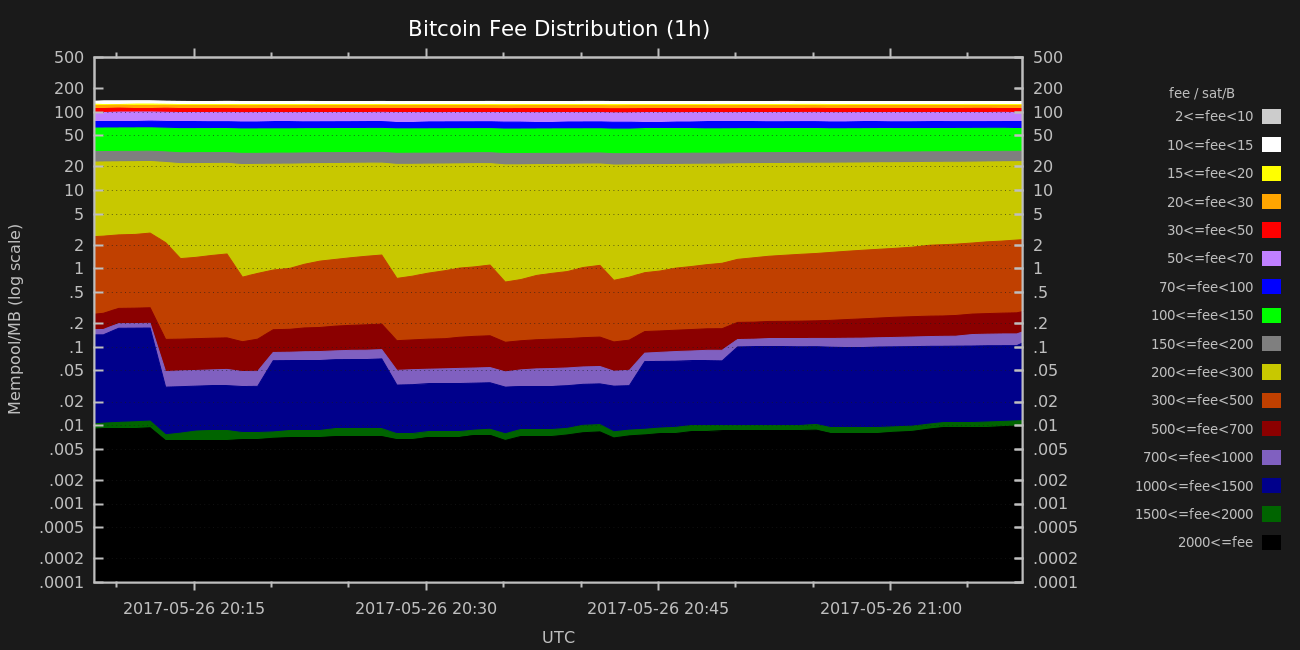 Bitcoin Fee Distribution (1h)
500
200
100
50
20
10
5
2
1
.5
.2
.1
.05
.02
.01
.005
.002
.001
.0005
.0002
.0001
Mempool/MB (log scale)
500
200
100
50
20
10
5
2
1
.5
.2
.1
.05
.02
.01
.005
.002
.001
.0005
.0002
.0001
2017-05-26 20:15
2017-05-26 20:30
2017-05-26 20:45
2017-05-26 21:00
UTC
fee / sat/B
2<=fee<10
10<=fee<15
15<=fee<20
20<=fee<30
30<=fee<50
50<=fee<70
70<=fee<100
100<=fee<150
150<=fee<200
200<=fee<300
300<=fee<500
500<=fee<700
700<=fee<1000
1000<=fee<1500
1500<=fee<2000
2000<=fee